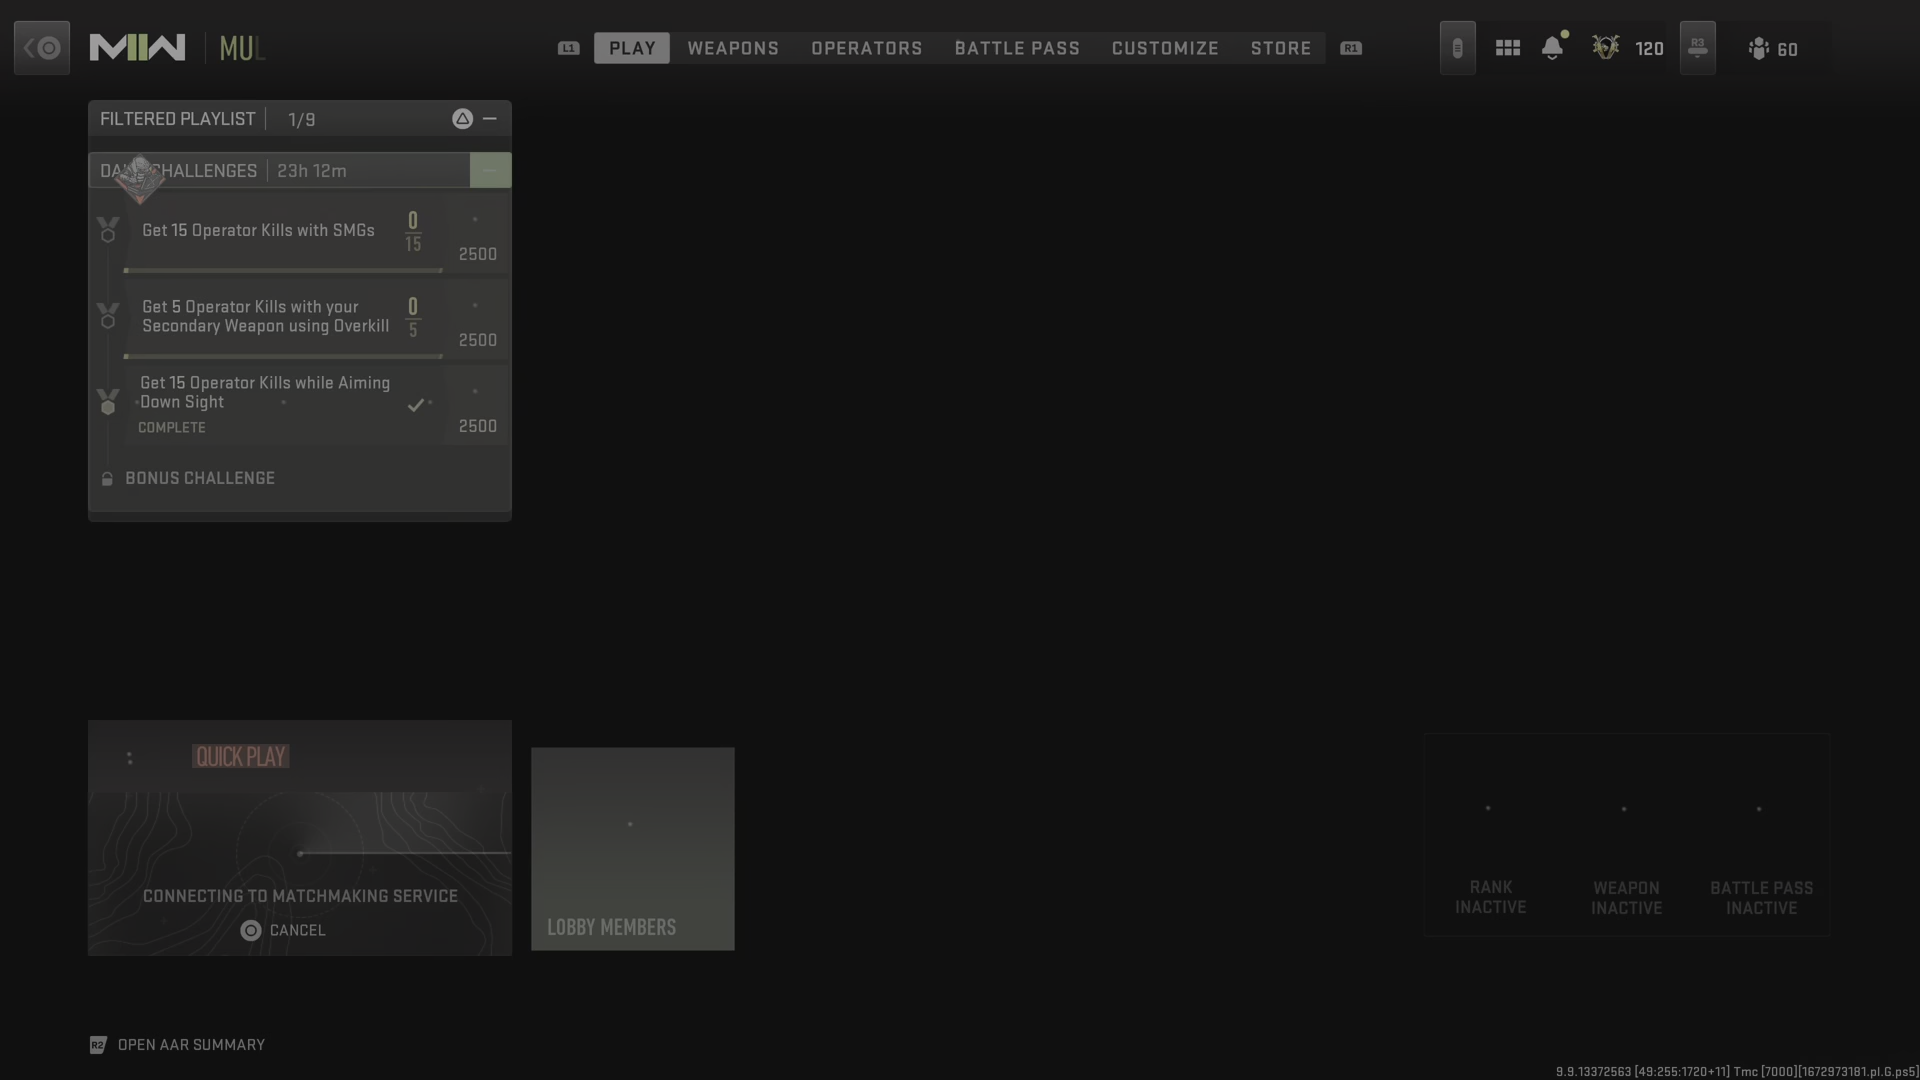 MW MUL
L1 PLAY WEAPONS OPERATORS BATTLE PASS CUSTOMIZE STORE R1
120 R3 60
FILTERED PLAYLIST 1/9
CHALLENGES 23h 12m
Get 15 Operator Kills with SMGs
0
15
2500
Get 5 Operator Kills with your
Secondary Weapon using Overkill
0
5
2500
Get 15 Operator Kills while Aiming
Down Sight
COMPLETE
2500
BONUS CHALLENGE
QUICK PLAY
CONNECTING TO MATCHMAKING SERVICE
CANCEL
LOBBY MEMBERS
RANK
INACTIVE
WEAPON
INACTIVE
BATTLE PASS
INACTIVE
R2 OPEN AAR SUMMARY
9.9.13372563 [49:255:1720+11] Tmc [7000][1672973181.pl.G.ps5]